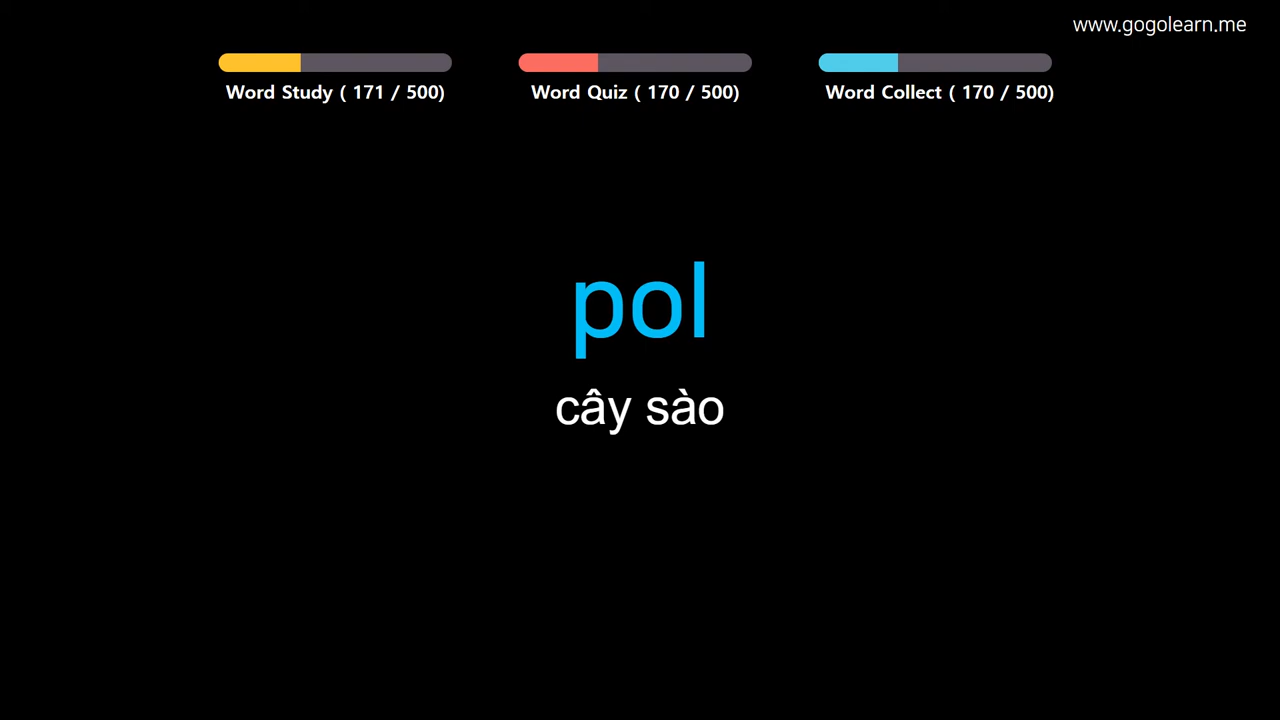 www.gogolearn.me
Word Study ( 171 / 500)
Word Quiz ( 170 / 500)
Word Collect ( 170 / 500)
pol
cây sào